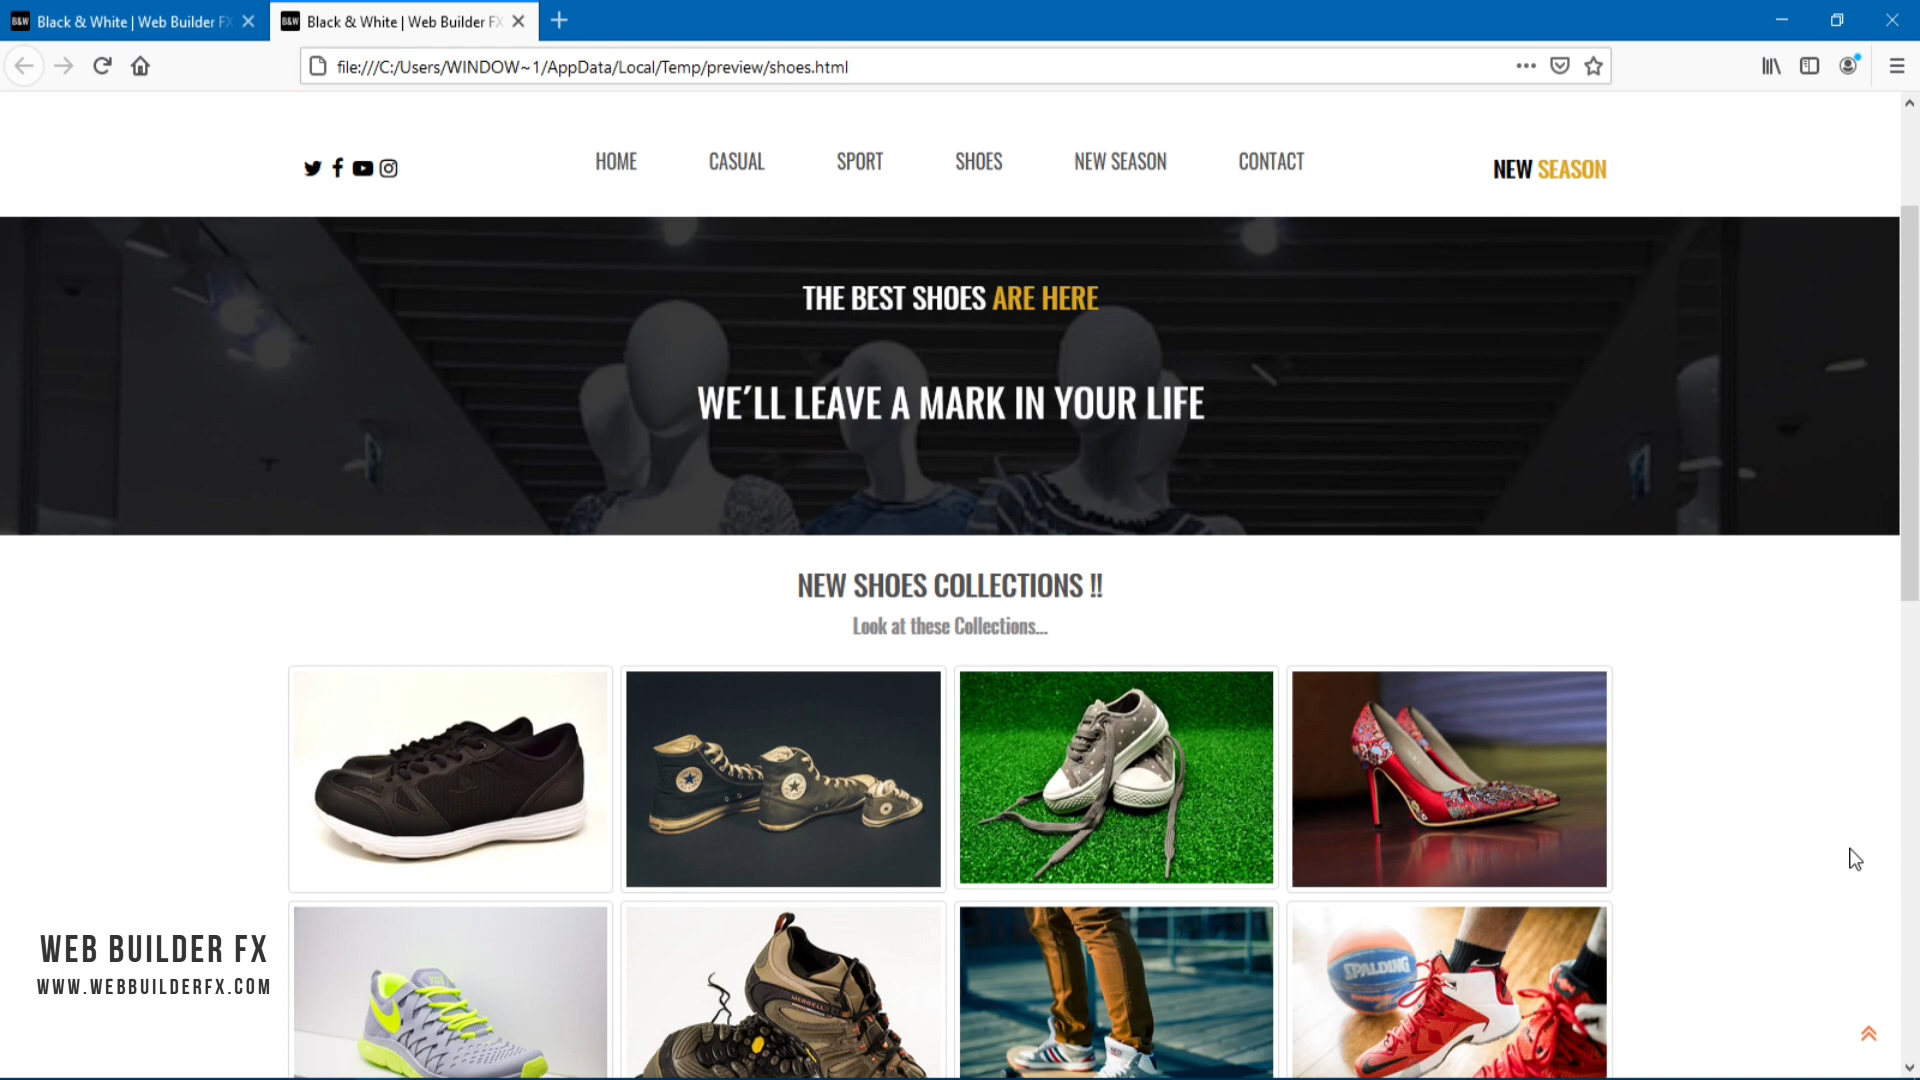 Black & White | Web Builder FX
Black & White | Web Builder FX
file:///C:/Users/WINDOW~1/AppData/Local/Temp/preview/shoes.html
HOME CASUAL SPORT SHOES NEW SEASON CONTACT
NEW SEASON
THE BEST SHOES ARE HERE
WE´LL LEAVE A MARK IN YOUR LIFE
NEW SHOES COLLECTIONS !!
Look at these Collections...
SPALDING
MERRELL
WEB BUILDER FX
WWW.WEBBUILDERFX.COM